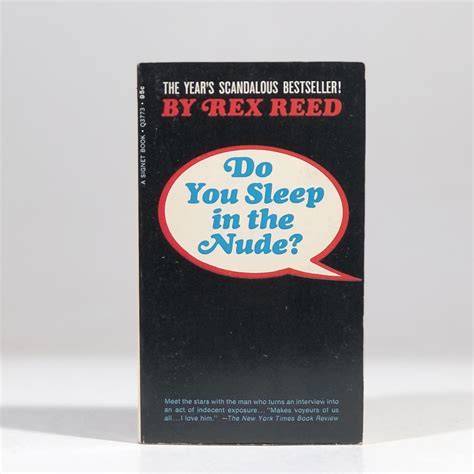 A SIGNET BOOK • Q3773 • 95c
THE YEAR'S SCANDALOUS BESTSELLER!
BY REX REED
Do
You Sleep
in the
Nude?
Meet the stars with the man who turns an interview into
an act of indecent exposure... "Makes voyeurs of us
all...I love him." —The New York Times Book Review